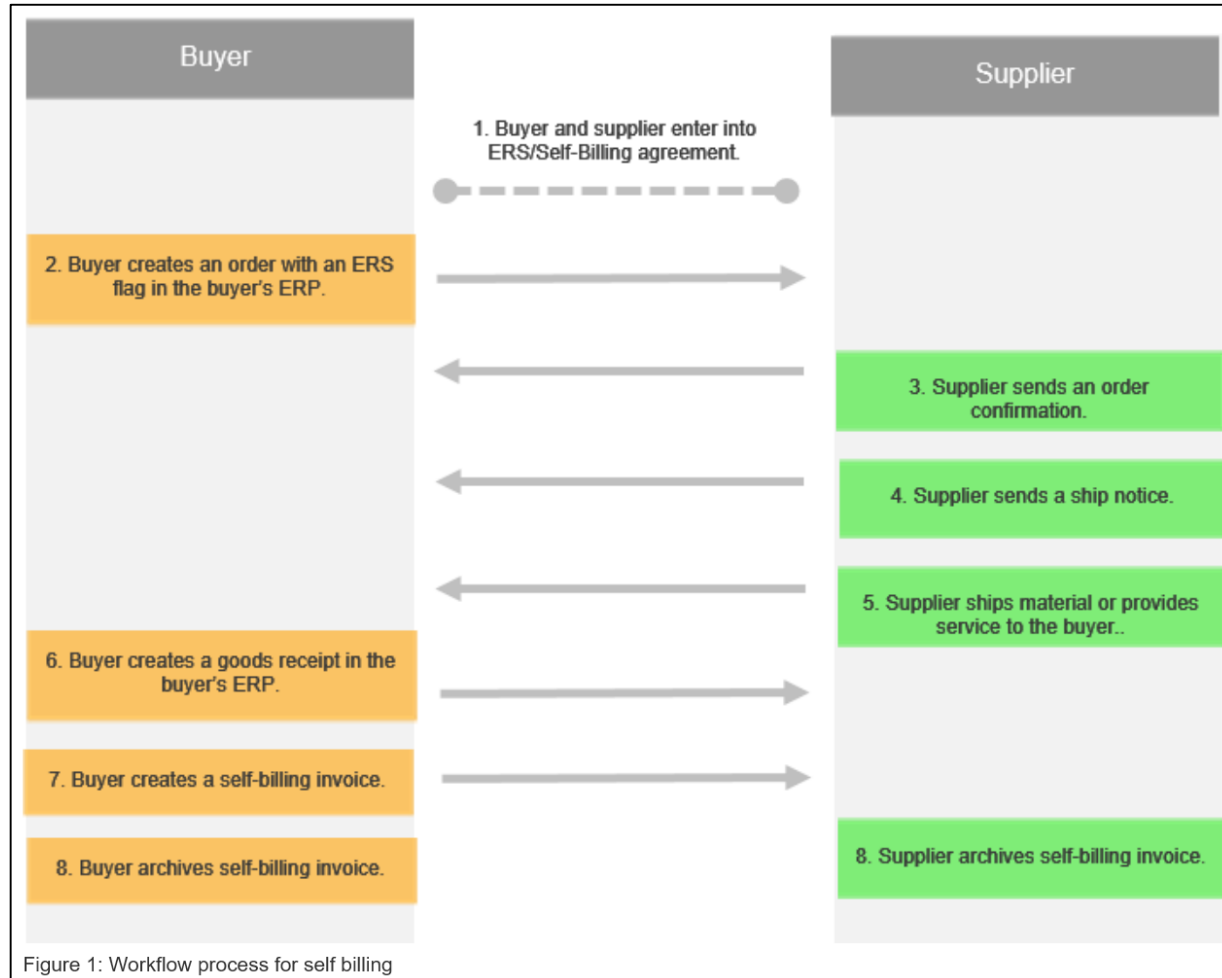 Buyer
Supplier
1. Buyer and supplier enter into
ERS/Self-Billing agreement.
2. Buyer creates an order with an ERS
flag in the buyer's ERP.
3. Supplier sends an order
confirmation.
4. Supplier sends a ship notice.
5. Supplier ships material or provides
service to the buyer..
6. Buyer creates a goods receipt in the
buyer's ERP.
7. Buyer creates a self-billing invoice.
8. Buyer archives self-billing invoice.
8. Supplier archives self-billing invoice.
Figure 1: Workflow process for self billing